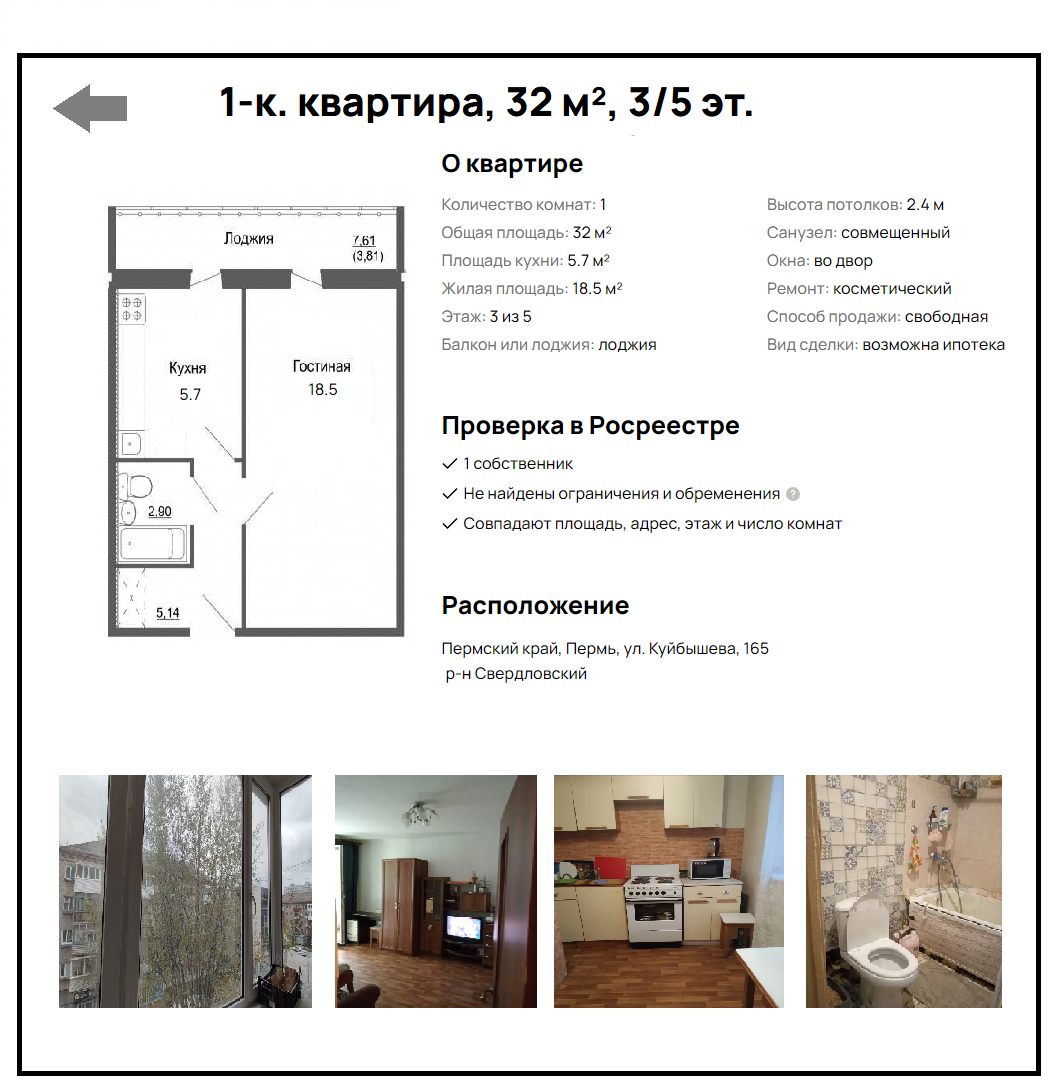 1-к. квартира, 32 м², 3/5 эт.
О квартире
Количество комнат: 1
Общая площадь: 32 м²
Площадь кухни: 5.7 м²
Жилая площадь: 18.5 м²
Этаж: 3 из 5
Балкон или лоджия: лоджия
Высота потолков: 2.4 м
Санузел: совмещенный
Окна: во двор
Ремонт: косметический
Способ продажи: свободная
Вид сделки: возможна ипотека
Лоджия
7,61
(3,81)
Кухня
5.7
Гостиная
18.5
2,90
5,14
Проверка в Росреестре
1 собственник
Не найдены ограничения и обременения ?
Совпадают площадь, адрес, этаж и число комнат
Расположение
Пермский край, Пермь, ул. Куйбышева, 165
р-н Свердловский